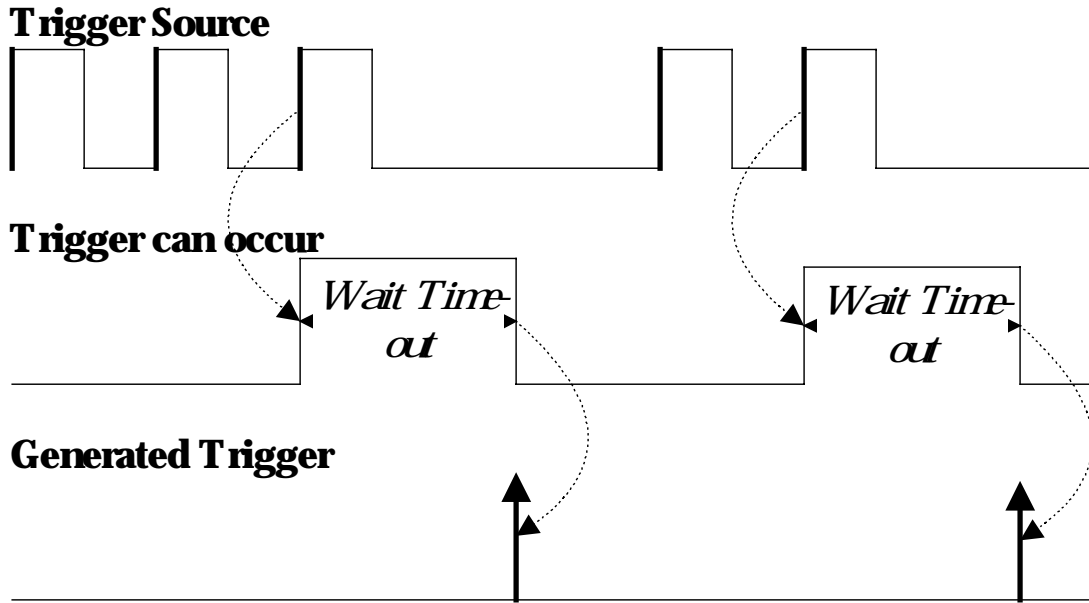 Trigger Source
Trigger can occur
Wait Time-
out
Wait Time-
out
Generated Trigger